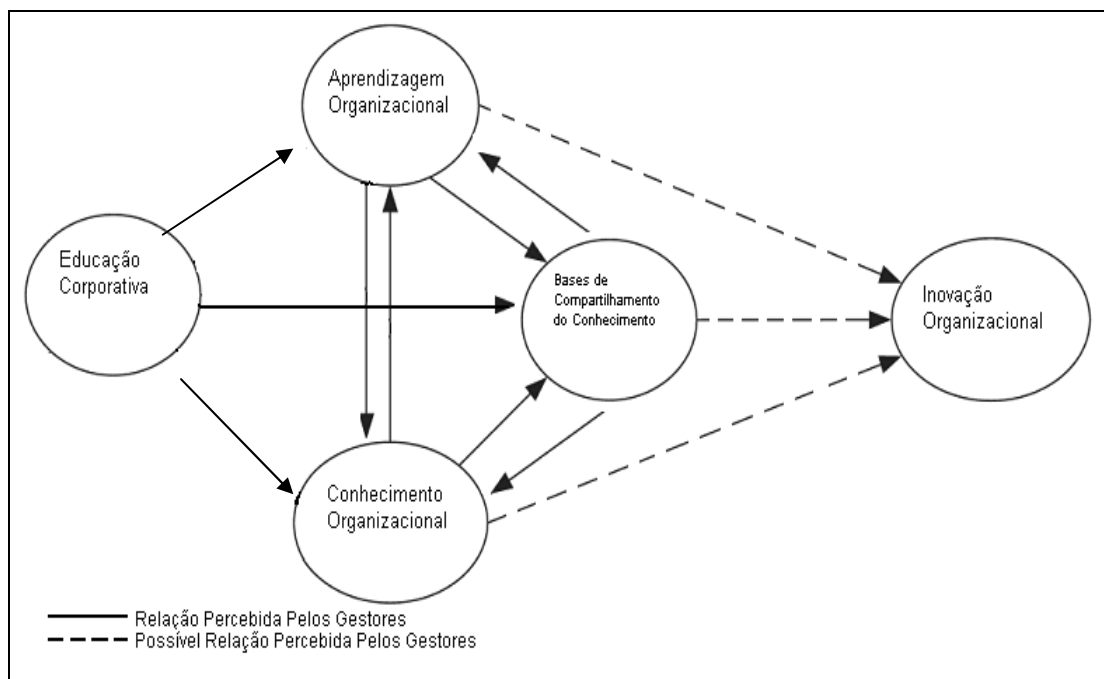 Aprendizagem
Organizacional
Educação
Corporativa
Bases de
Compartilhamento
do Conhecimento
Inovação
Organizacional
Conhecimento
Organizacional
Relação Percebida Pelos Gestores
Possível Relação Percebida Pelos Gestores